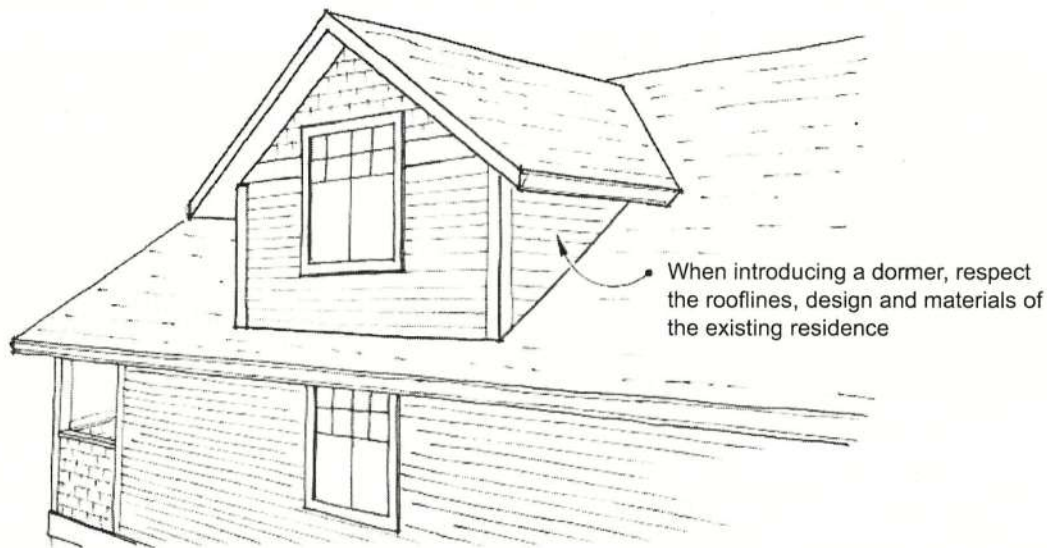 When introducing a dormer, respect
the rooflines, design and materials of
the existing residence